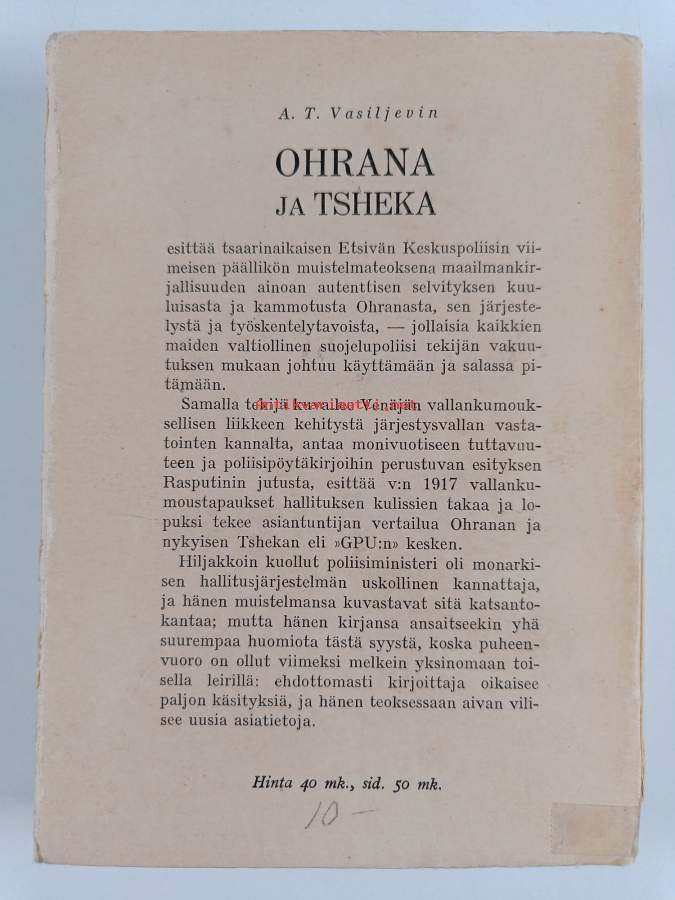 A. T. Vasiljevin
OHRANA
JA TSHEKA
esittää tsaarinaikaisen Etsivän Keskuspoliisin vii-
meisen päällikön muistelmateoksena maailmankir-
jallisuuden ainoan autenttisen selvityksen kuu-
luisasta ja kammotusta Ohranasta, sen järjeste-
lystä ja työskentelytavoista, — jollaisia kaikkien
maiden valtiollinen suojelupoliisi tekijän vakuu-
tuksen mukaan johtuu käyttämään ja salassa pi-
tämään.
Samalla tekijä kuvailee Venäjän vallankumouk-
sellisen liikkeen kehitystä järjestysvallan vasta-
tointen kannalta, antaa monivuotiseen tuttavuu-
teen ja poliisipöytäkirjoihin perustuvan esityksen
Rasputinin jutusta, esittää v:n 1917 vallanku-
moustapaukset hallituksen kulissien takaa ja lo-
puksi tekee asiantuntijan vertailua Ohranan ja
nykyisen Tshekan eli »GPU:n» kesken.
Hiljakkoin kuollut poliisiministeri oli monarki-
sen hallitusjärjestelmän uskollinen kannattaja,
ja hänen muistelmansa kuvastavat sitä katsanto-
kantaa; mutta hänen kirjansa ansaitseekin yhä
suurempaa huomiota tästä syystä, koska puheen-
vuoro on ollut viimeksi melkein yksinomaan toi-
sella leirillä: ehdottomasti kirjoittaja oikaisee
paljon käsityksiä, ja hänen teoksessaan aivan vili-
see uusia asiatietoja.
Hinta 40 mk., sid. 50 mk.
10 —